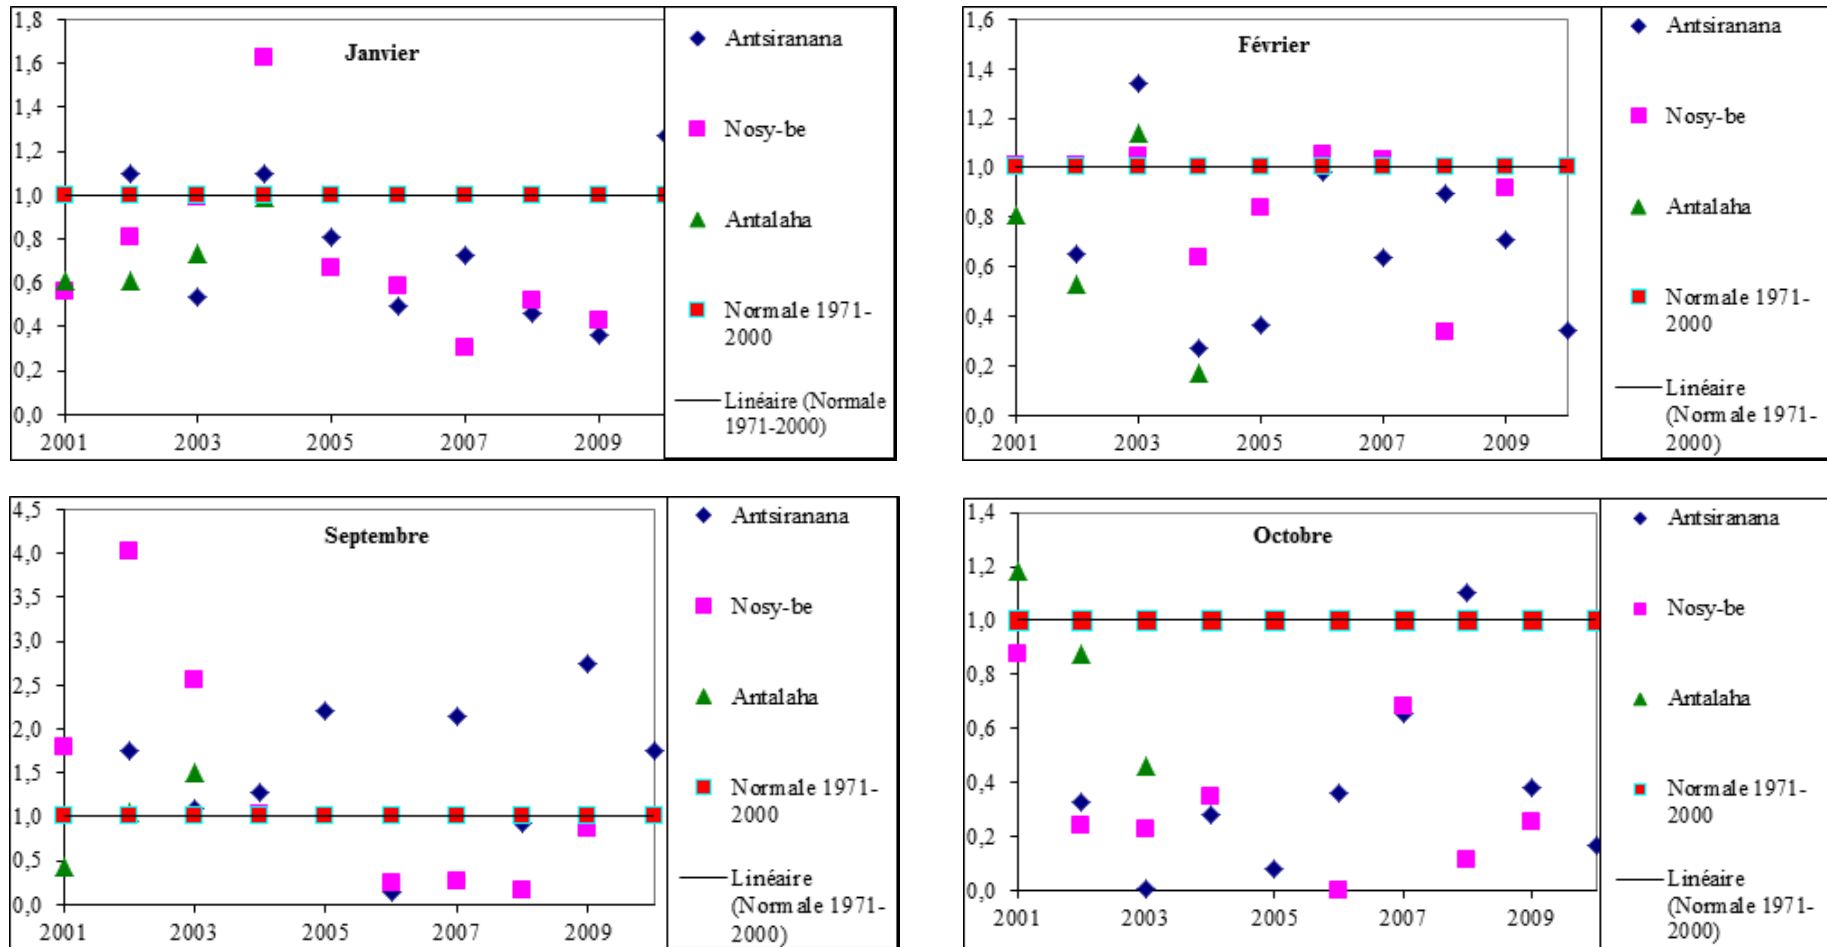 Janvier
1,8
1,6
1,4
1,2
1,0
0,8
0,6
0,4
0,2
0,0
2001 2003 2005 2007 2009
Antsiranana
Nosy-be
Antalaha
Normale 1971-
2000
Linéaire (Normale
1971-2000)
Février
1,6
1,4
1,2
1,0
0,8
0,6
0,4
0,2
0,0
2001 2003 2005 2007 2009
Antsiranana
Nosy-be
Antalaha
Normale 1971-
2000
Linéaire
(Normale 1971-
2000)
Septembre
4,5
4,0
3,5
3,0
2,5
2,0
1,5
1,0
0,5
0,0
2001 2003 2005 2007 2009
Antsiranana
Nosy-be
Antalaha
Normale 1971-
2000
Linéaire
(Normale 1971-
2000)
Octobre
1,4
1,2
1,0
0,8
0,6
0,4
0,2
0,0
2001 2003 2005 2007 2009
Antsiranana
Nosy-be
Antalaha
Normale 1971-
2000
Linéaire
(Normale 1971-
2000)